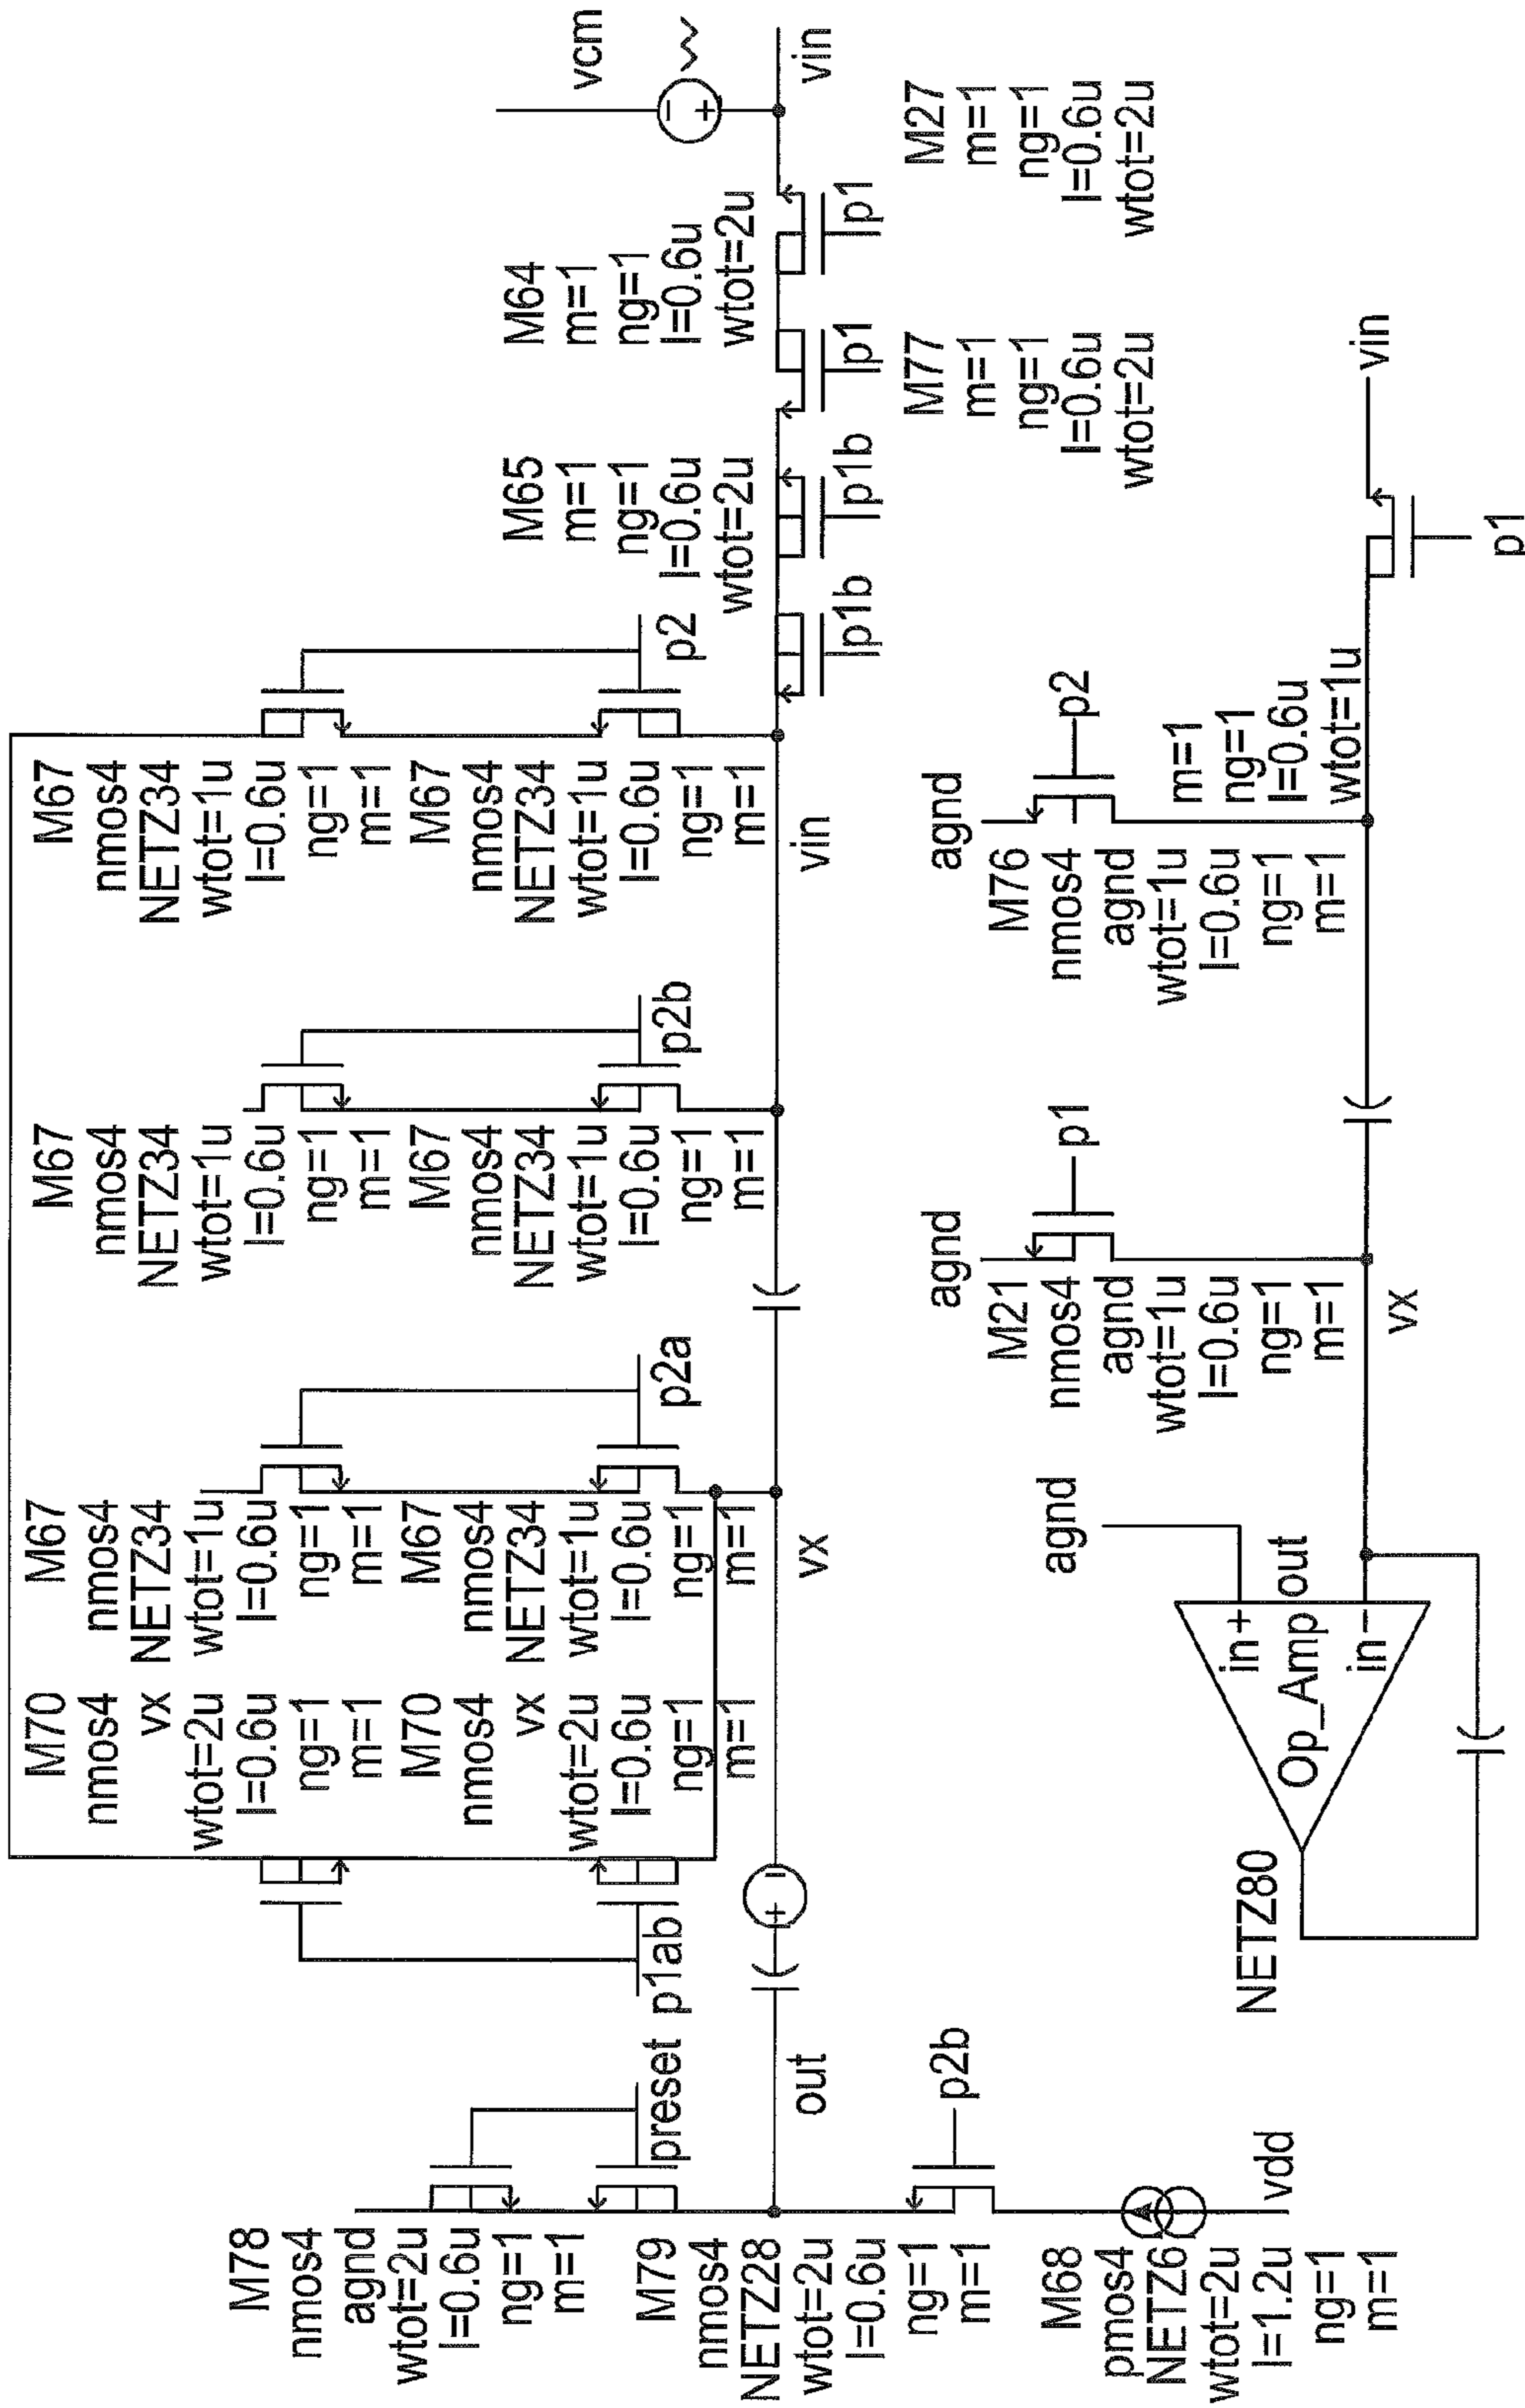 M78
nmos4
agnd
wtot=2u
l=0.6u
ng=1
m=1
preset
M79
nmos4
NETZ28
wtot=2u
l=0.6u
ng=1
m=1
out
p2b
M68
pmos4
NETZ6
wtot=2u
l=1.2u
ng=1
m=1
vdd
p1ab
+ −
M70
nmos4
vx
wtot=2u
l=0.6u
ng=1
m=1
M70
nmos4
vx
wtot=2u
l=0.6u
ng=1
m=1
M67
nmos4
NETZ34
wtot=1u
l=0.6u
ng=1
m=1
M67
nmos4
NETZ34
wtot=1u
l=0.6u
ng=1
m=1
p2a
vx
M67
nmos4
NETZ34
wtot=1u
l=0.6u
ng=1
m=1
M67
nmos4
NETZ34
wtot=1u
l=0.6u
ng=1
m=1
p2b
M67
nmos4
NETZ34
wtot=1u
l=0.6u
ng=1
m=1
M67
nmos4
NETZ34
wtot=1u
l=0.6u
ng=1
m=1
p2
vin
M65
m=1
ng=1
l=0.6u
wtot=2u
p1b
p1b
M64
m=1
ng=1
l=0.6u
wtot=2u
p1
p1
M77
m=1
ng=1
l=0.6u
wtot=2u
M27
m=1
ng=1
l=0.6u
wtot=2u
vcm
− +
vin
NETZ80
Op_Amp
in+
out
in−
agnd
agnd
M21
nmos4
agnd
wtot=1u
l=0.6u
ng=1
m=1
p1
vx
agnd
M76
nmos4
agnd
wtot=1u
l=0.6u
ng=1
m=1
p2
m=1
ng=1
l=0.6u
wtot=1u
p1
vin